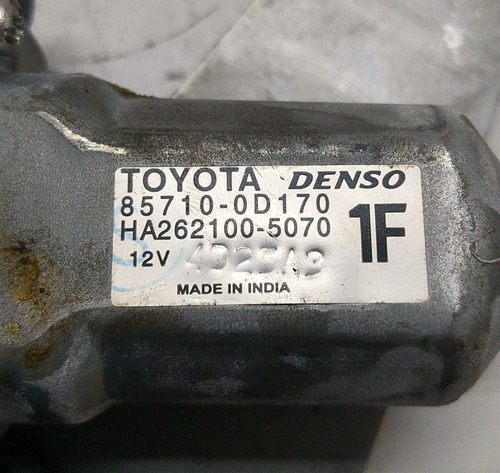 TOYOTA DENSO
85710-0D170
HA262100-5070
1F
12V
MADE IN INDIA